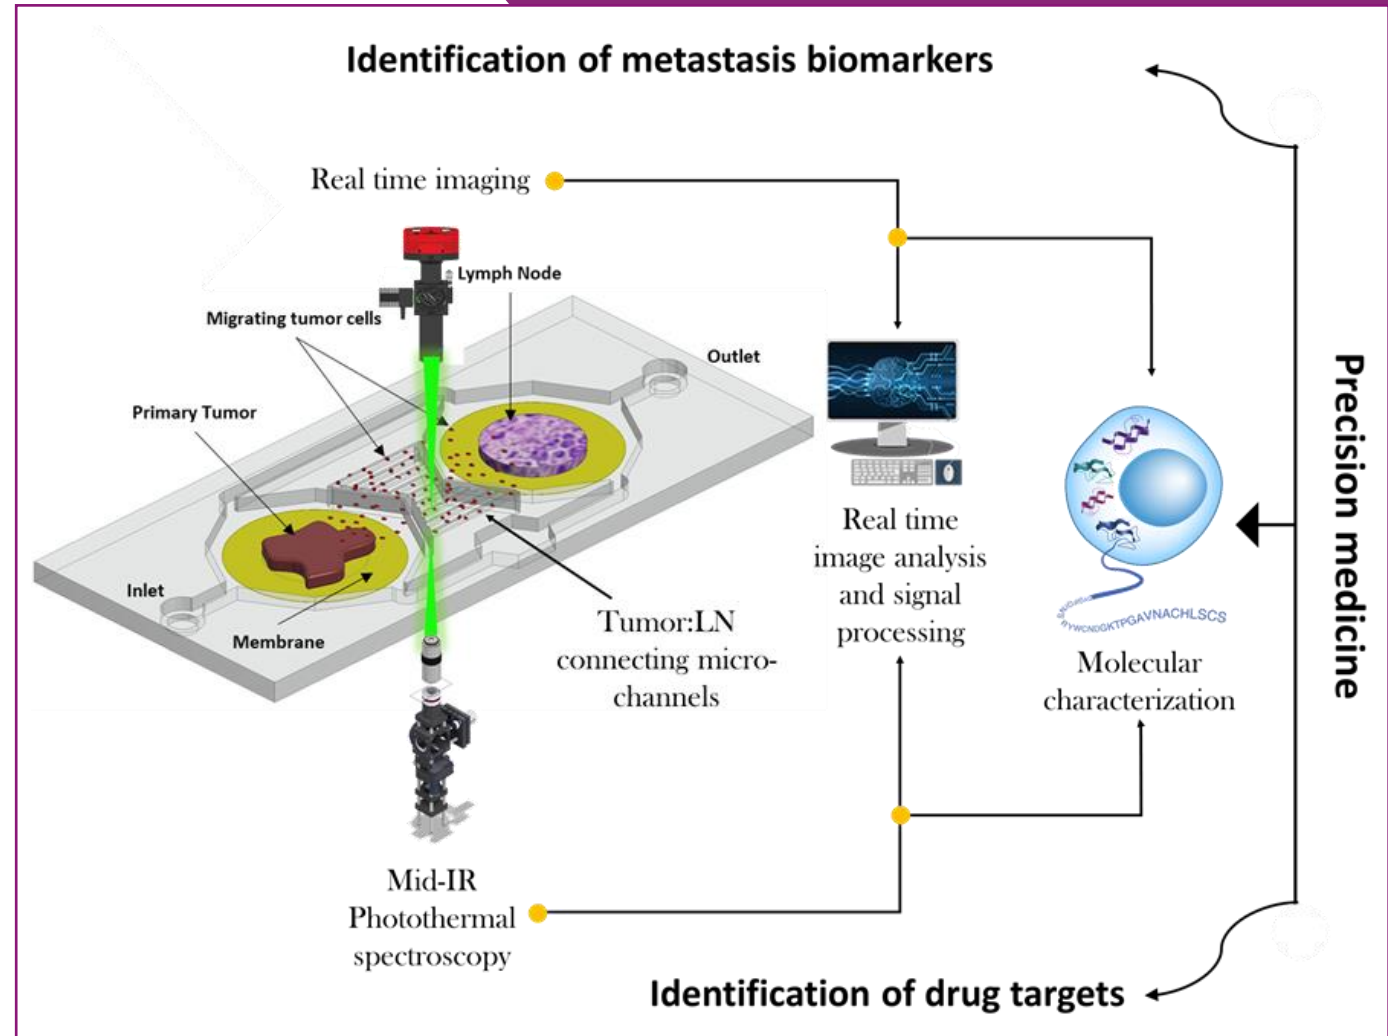 Identification of metastasis biomarkers
Real time imaging
Lymph Node
Migrating tumor cells
Outlet
Primary Tumor
Inlet
Membrane
Tumor:LN
connecting micro-
channels
Real time
image analysis
and signal
processing
Molecular
characterization
Mid-IR
Photothermal
spectroscopy
Precision medicine
Identification of drug targets